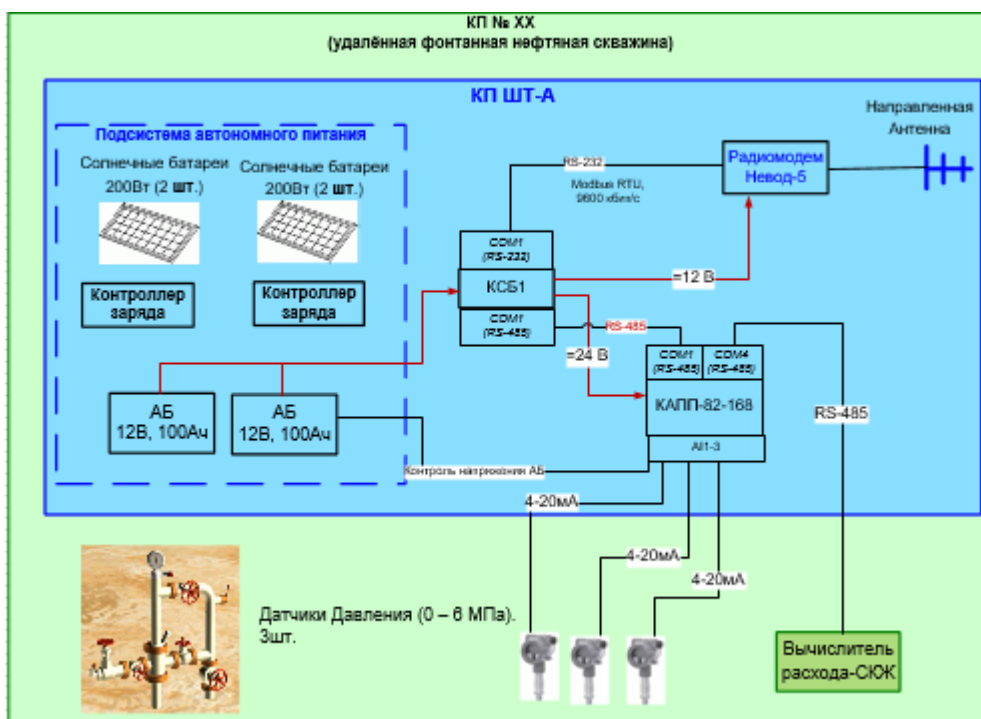 КП № XX
(удалённая фонтанная нефтяная скважина)
КП ШТ-А
Направленная
Антенна
Подсистема автономного питания
Солнечные батареи
200Вт (2 шт.)
Солнечные батареи
200Вт (2 шт.)
RS-232
Modbus RTU,
9600 кбит/с
Радиомодем
Невод-5
COM1
(RS-232)
КСБ1
COM1
(RS-485)
=12 В
Контроллер
заряда
Контроллер
заряда
RS-485
=24 В
COM1
(RS-485)
COM4
(RS-485)
КАПП-82-168
AI1-3
RS-485
АБ
12В, 100Ач
АБ
12В, 100Ач
Контроль напряжения АБ
4-20мА
4-20мА
4-20мА
Датчики Давления (0 – 6 МПа).
3шт.
Вычислитель
расхода-СЮЖ